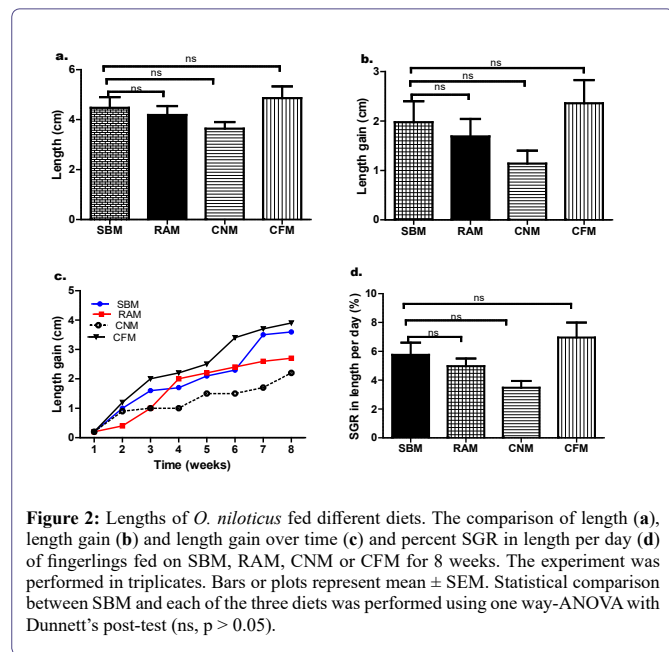 a.
ns
ns
ns
Length (cm)
6
4
2
0
SBM RAM CNM CFM
b.
ns
ns
ns
Length gain (cm)
3
2
1
0
SBM RAM CNM CFM
c.
SBM
RAM
CNM
CFM
Length gain (cm)
5
4
3
2
1
0
1 2 3 4 5 6 7 8
Time (weeks)
d.
ns
ns
ns
SGR in length per day (%)
10
8
6
4
2
0
SBM RAM CNM CFM
Figure 2: Lengths of O. niloticus fed different diets. The comparison of length (a),
length gain (b) and length gain over time (c) and percent SGR in length per day (d)
of fingerlings fed on SBM, RAM, CNM or CFM for 8 weeks. The experiment was
performed in triplicates. Bars or plots represent mean ± SEM. Statistical comparison
between SBM and each of the three diets was performed using one way-ANOVA with
Dunnett's post-test (ns, p > 0.05).